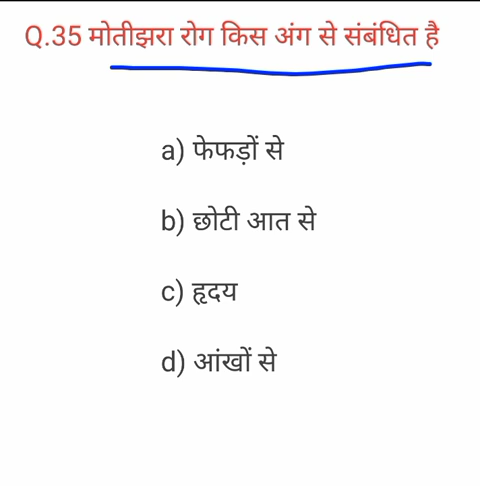 Q.35 मोतीझरा रोग किस अंग से संबंधित है
a) फेफड़ों से
b) छोटी आत से
c) हृदय
d) आंखों से